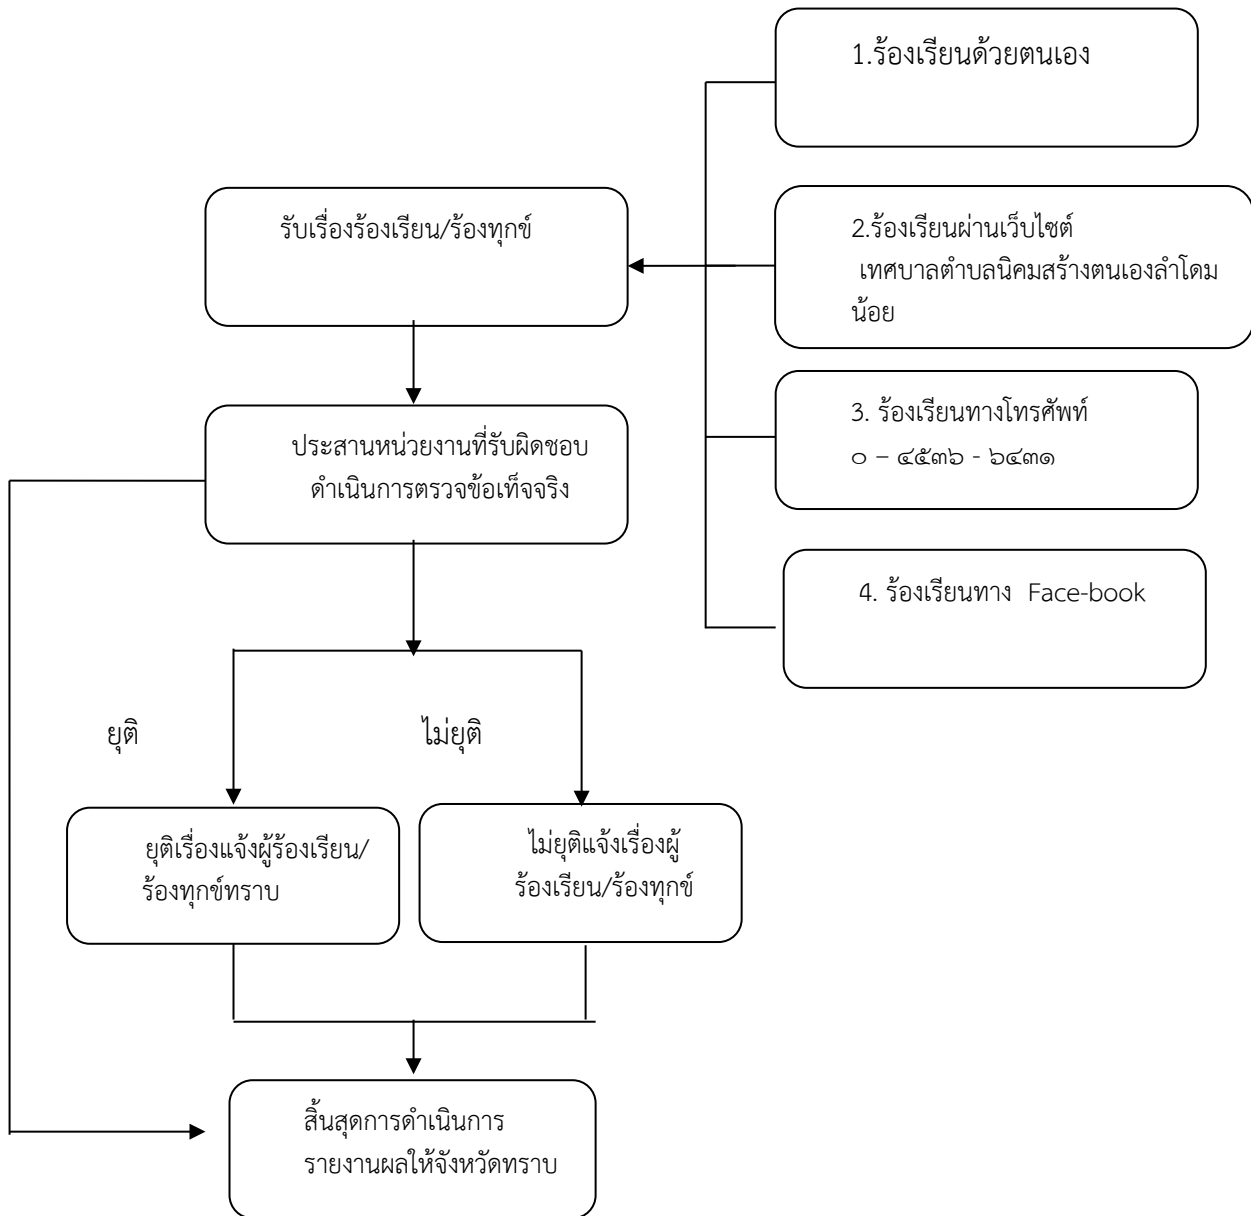 1.ร้องเรียนด้วยตนเอง
รับเรื่องร้องเรียน/ร้องทุกข์
2.ร้องเรียนผ่านเว็บไซต์
เทศบาลตำบลนิคมสร้างตนเองลำโดม
น้อย
ประสานหน่วยงานที่รับผิดชอบ
ดำเนินการตรวจข้อเท็จจริง
3. ร้องเรียนทางโทรศัพท์
๐ – ๔๕๓๖ - ๖๔๓๑
4. ร้องเรียนทาง Face-book
ยุติ
ไม่ยุติ
ยุติเรื่องแจ้งผู้ร้องเรียน/
ร้องทุกข์ทราบ
ไม่ยุติแจ้งเรื่องผู้
ร้องเรียน/ร้องทุกข์
สิ้นสุดการดำเนินการ
รายงานผลให้จังหวัดทราบ